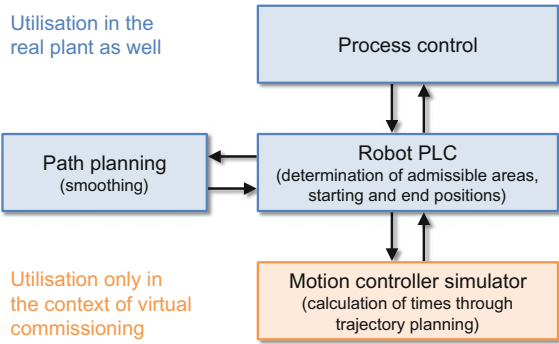 Utilisation in the
real plant as well
Process control
Path planning
(smoothing)
Robot PLC
(determination of admissible areas,
starting and end positions)
Utilisation only in
the context of virtual
commissioning
Motion controller simulator
(calculation of times through
trajectory planning)